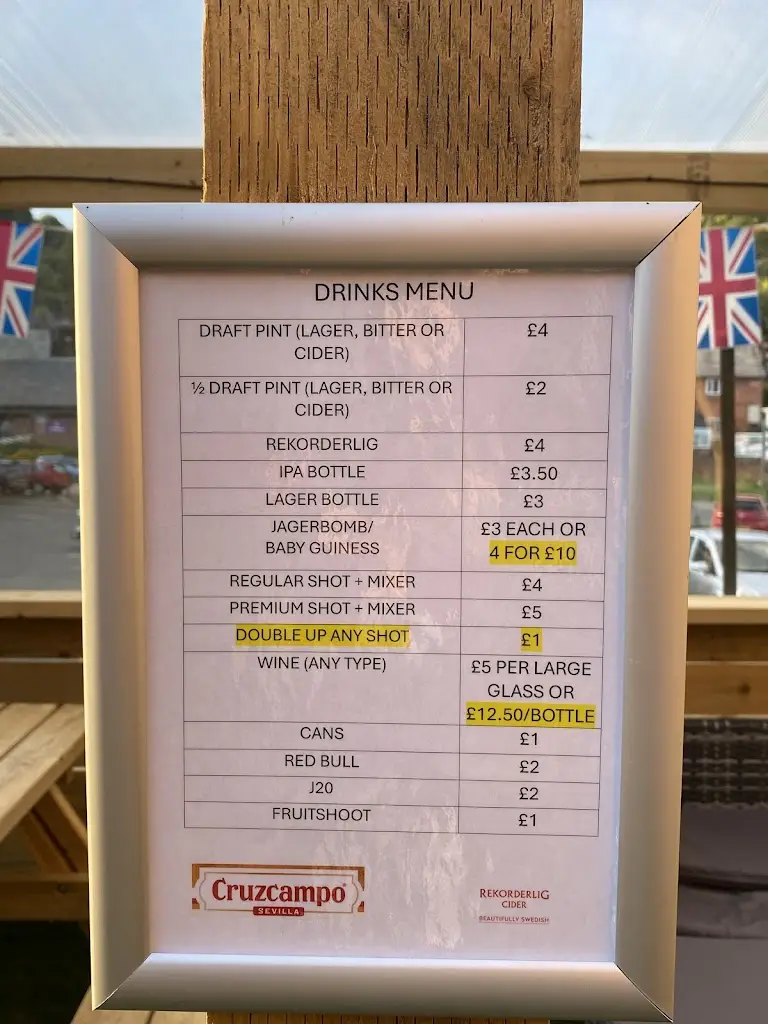 DRINKS MENU
DRAFT PINT (LAGER, BITTER OR
CIDER)
£4
½ DRAFT PINT (LAGER, BITTER OR
CIDER)
£2
REKORDERLIG
£4
IPA BOTTLE
£3.50
LAGER BOTTLE
£3
JAGERBOMB/
BABY GUINESS
£3 EACH OR
4 FOR £10
REGULAR SHOT + MIXER
£4
PREMIUM SHOT + MIXER
£5
DOUBLE UP ANY SHOT
£1
WINE (ANY TYPE)
£5 PER LARGE
GLASS OR
£12.50/BOTTLE
CANS
£1
RED BULL
£2
J20
£2
FRUITSHOOT
£1
Cruzcampo
SEVILLA
REKORDERLIG
CIDER
BEAUTIFULLY SWEDISH